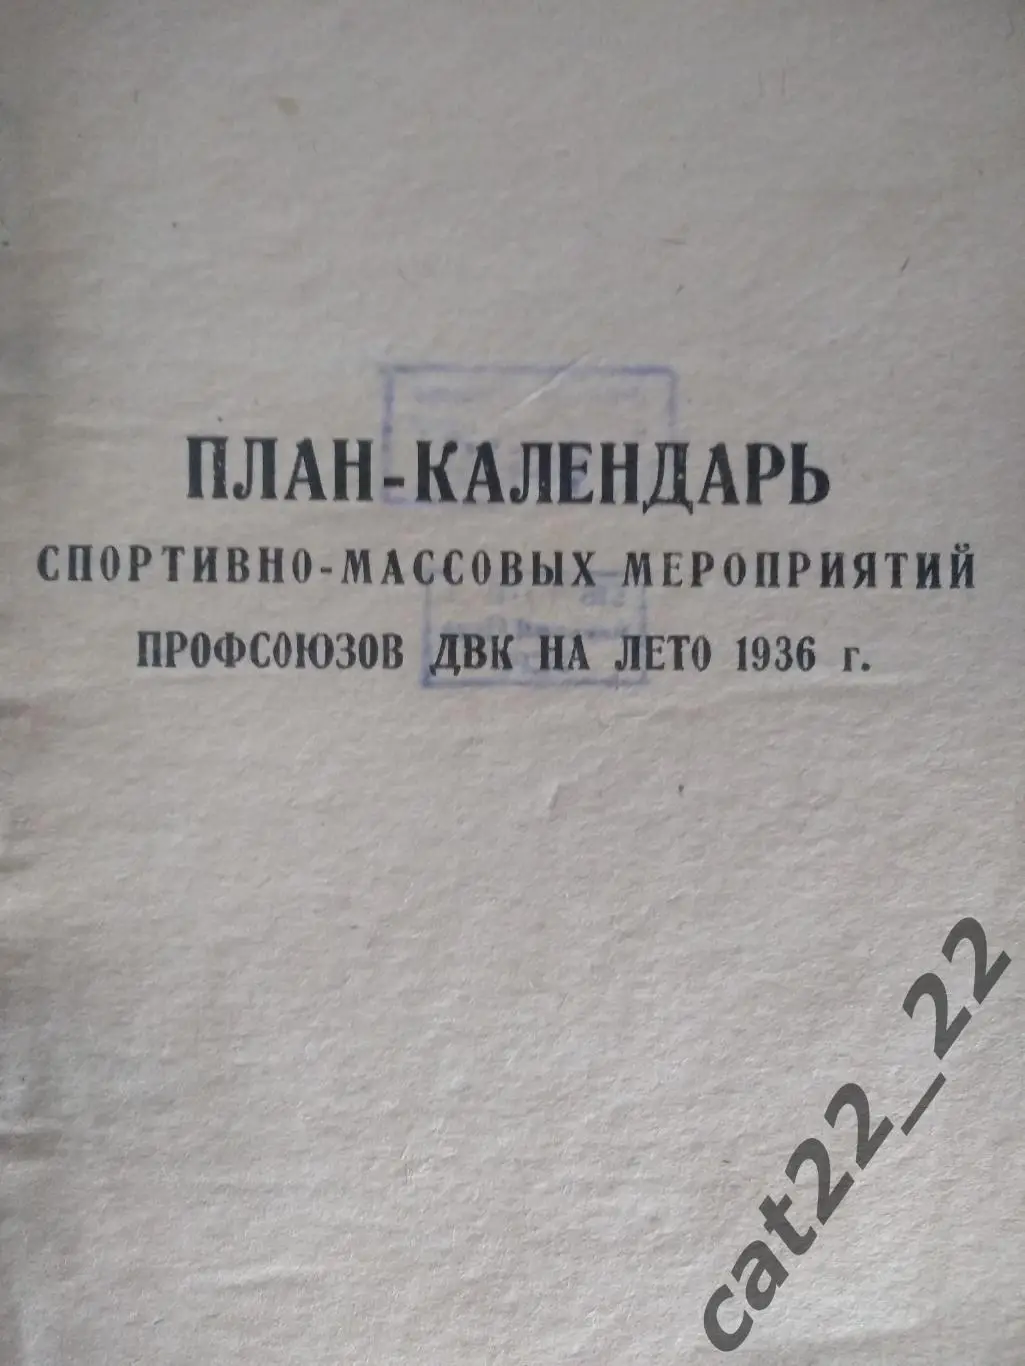 ПЛАН-КАЛЕНДАРЬ
СПОРТИВНО-МАССОВЫХ МЕРОПРИЯТИЙ
ПРОФСОЮЗОВ ДВК НА ЛЕТО 1936 г.
cat22_22